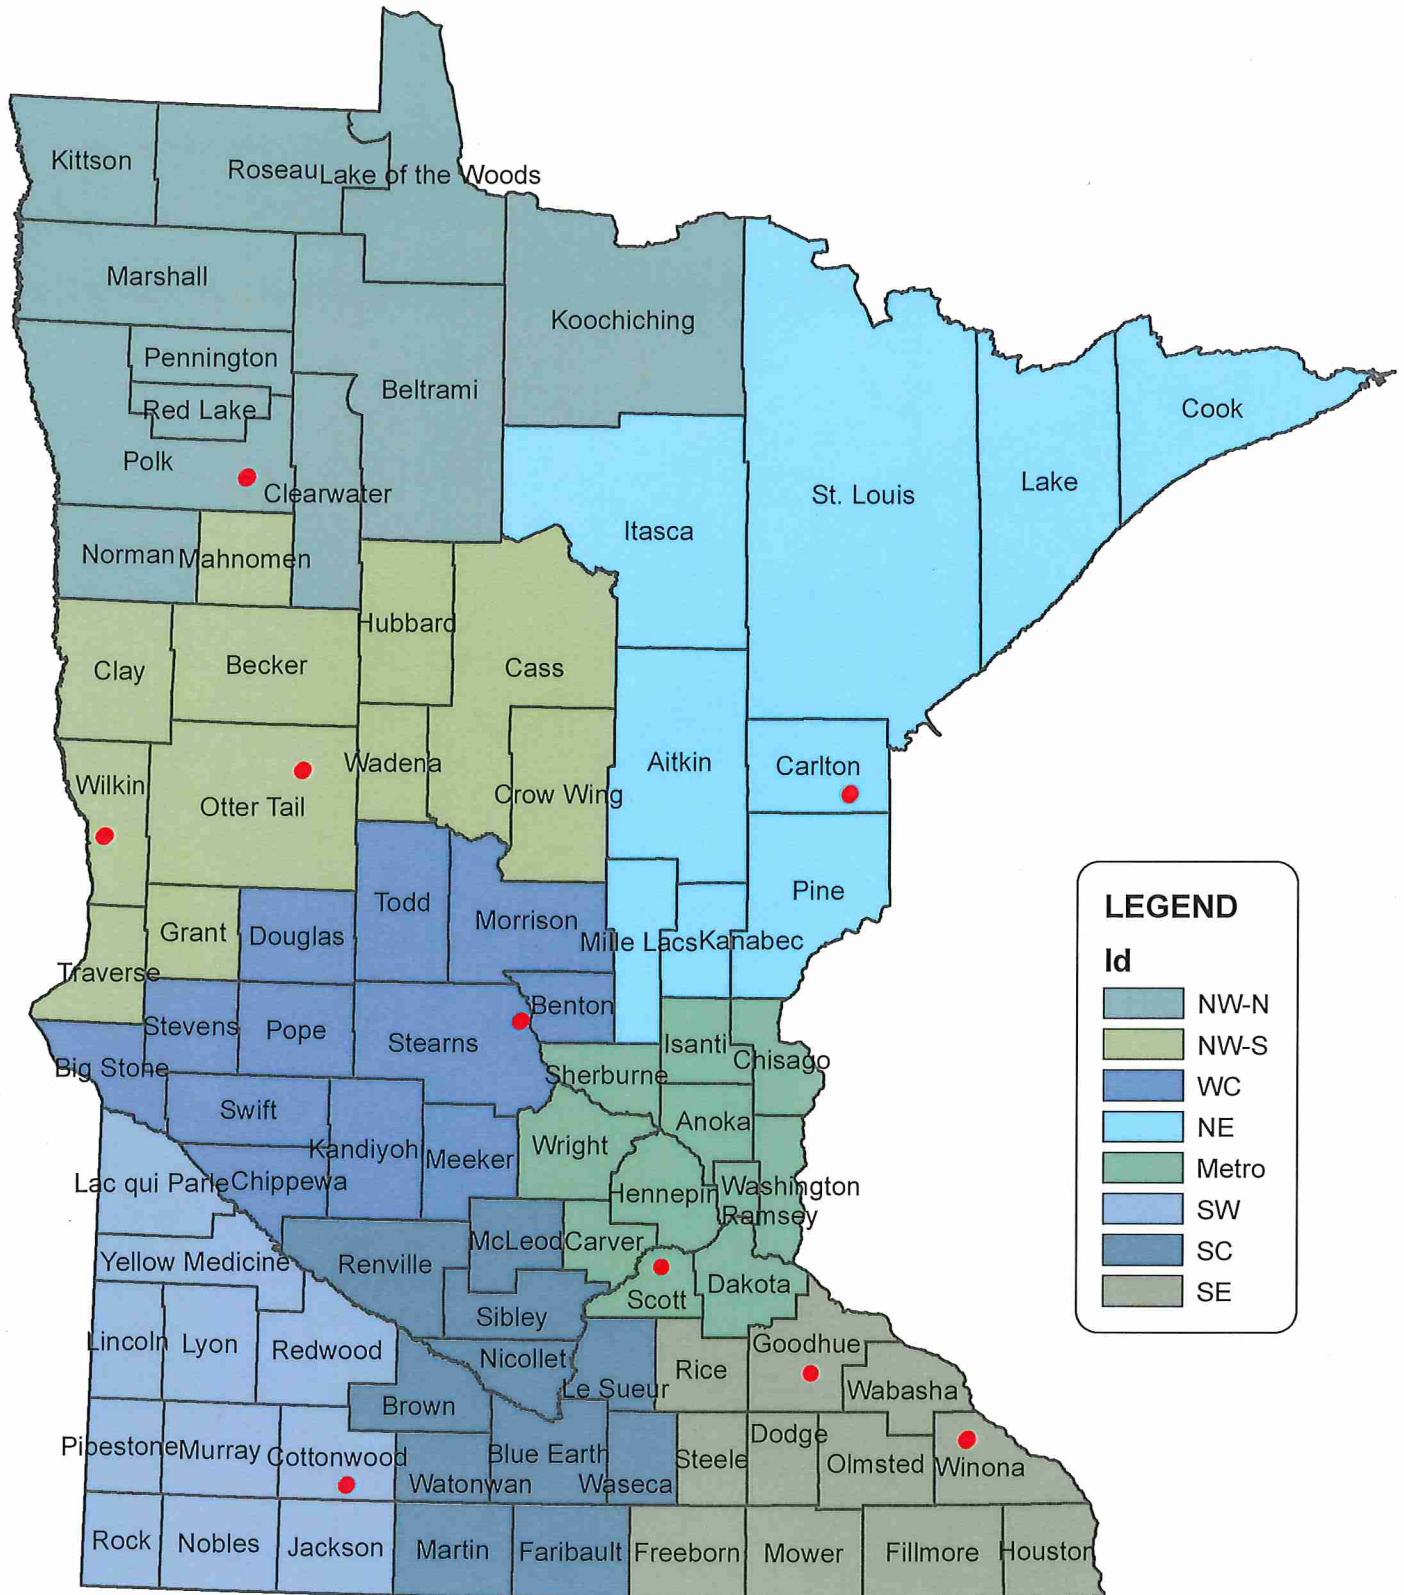 Kittson
Roseau
Lake of the Woods
Marshall
Koochiching
Pennington
Beltrami
Red Lake
Cook
Polk
Lake
Clearwater
St. Louis
Itasca
Norman
Mahnomen
Hubbard
Clay
Becker
Cass
Wadena
Aitkin
Carlton
Wilkin
Crow Wing
Otter Tail
Pine
Todd
Morrison
Grant
Douglas
Mille Lacs
Kanabec
Traverse
Benton
Stevens
Pope
Stearns
Isanti
Chisago
Big Stone
Sherburne
Swift
Anoka
Wright
Kandiyohi
Meeker
Lac qui Parle
Chippewa
Hennepin
Washington
Ramsey
McLeod
Carver
Yellow Medicine
Renville
Dakota
Scott
Sibley
Lincoln
Lyon
Redwood
Goodhue
Nicollet
Rice
Le Sueur
Wabasha
Brown
Dodge
Pipestone
Murray
Cottonwood
Blue Earth
Steele
Olmsted
Winona
Watonwan
Waseca
Rock
Nobles
Jackson
Martin
Faribault
Freeborn
Mower
Fillmore
Houston
LEGEND
Id
NW-N
NW-S
WC
NE
Metro
SW
SC
SE